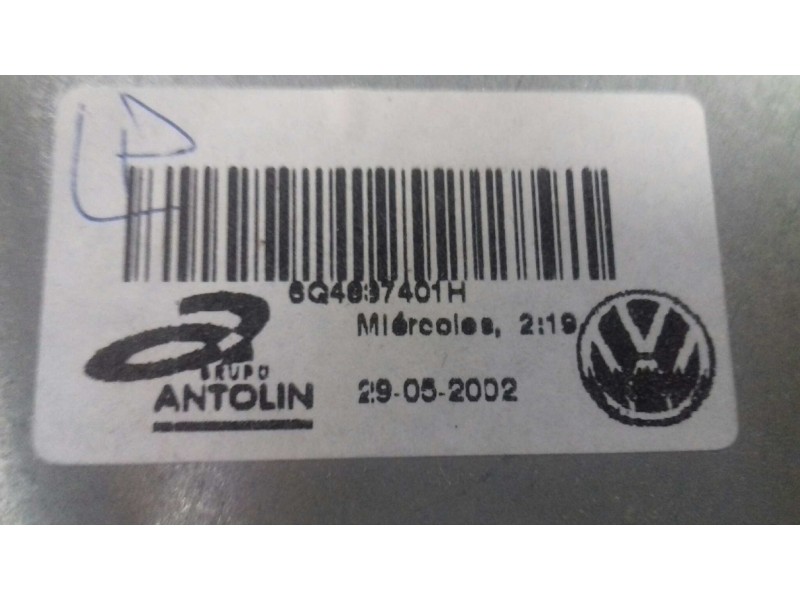 6Q4837401H
Miércoles, 2:19
GRUPO
ANTOLIN
29-05-2002